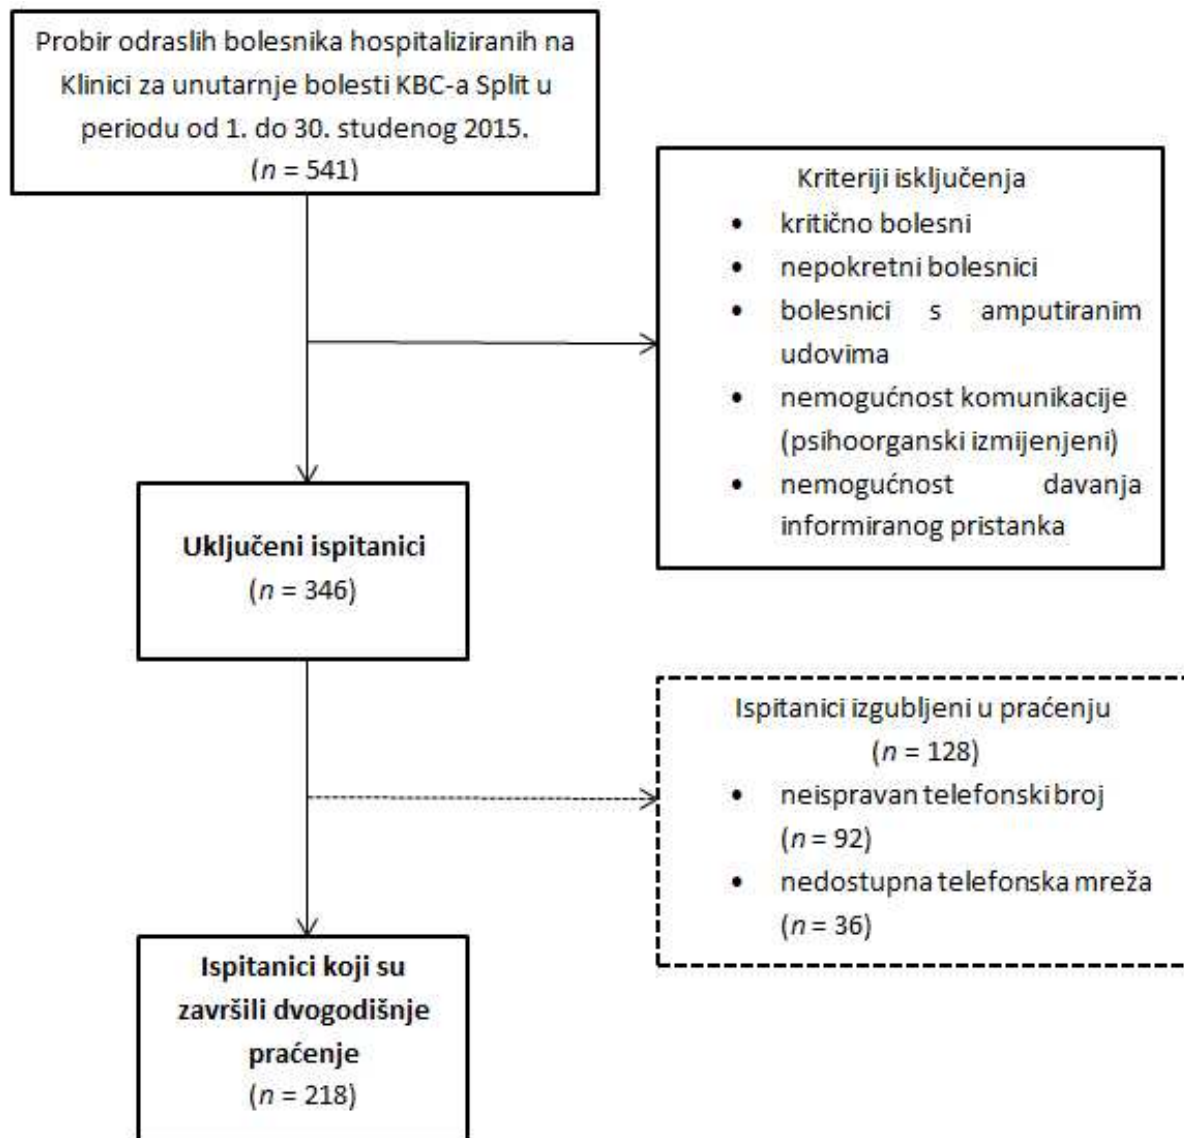 Probir odraslih bolesnika hospitaliziranih na
Klinici za unutarnje bolesti KBC-a Split u
periodu od 1. do 30. studenog 2015.
(n = 541)
Kriteriji isključenja
• kritično bolesni
• nepokretni bolesnici
• bolesnici s amputiranim
udovima
• nemogućnost komunikacije
(psihoorganski izmijenjeni)
• nemogućnost davanja
informiranog pristanka
Uključeni ispitanici
(n = 346)
Ispitanici izgubljeni u praćenju
(n = 128)
• neispravan telefonski broj
(n = 92)
• nedostupna telefonska mreža
(n = 36)
Ispitanici koji su
završili dvogodišnje
praćenje
(n = 218)